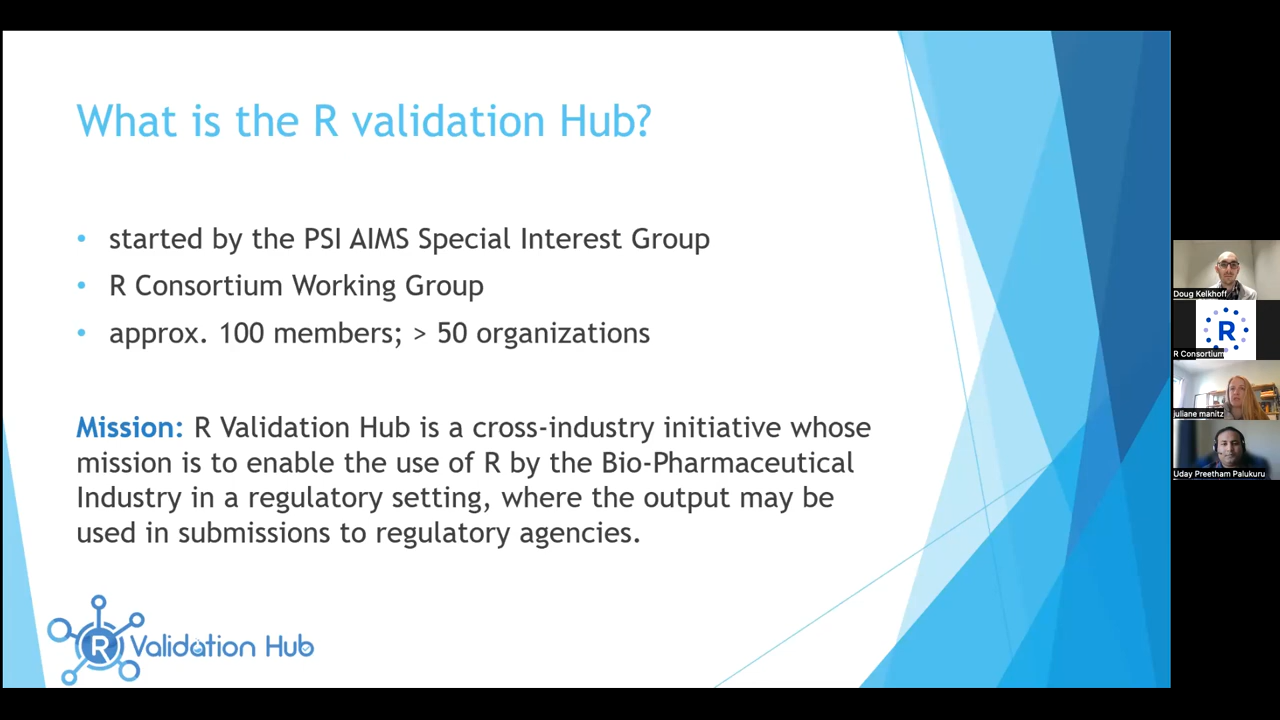 What is the R validation Hub?
• started by the PSI AIMS Special Interest Group
• R Consortium Working Group
• approx. 100 members; > 50 organizations
Mission: R Validation Hub is a cross-industry initiative whose
mission is to enable the use of R by the Bio-Pharmaceutical
Industry in a regulatory setting, where the output may be
used in submissions to regulatory agencies.
R Validation Hub
Doug Kelkhoff
R
R Consortium
juliane manitz
Uday Preetham Palukuru